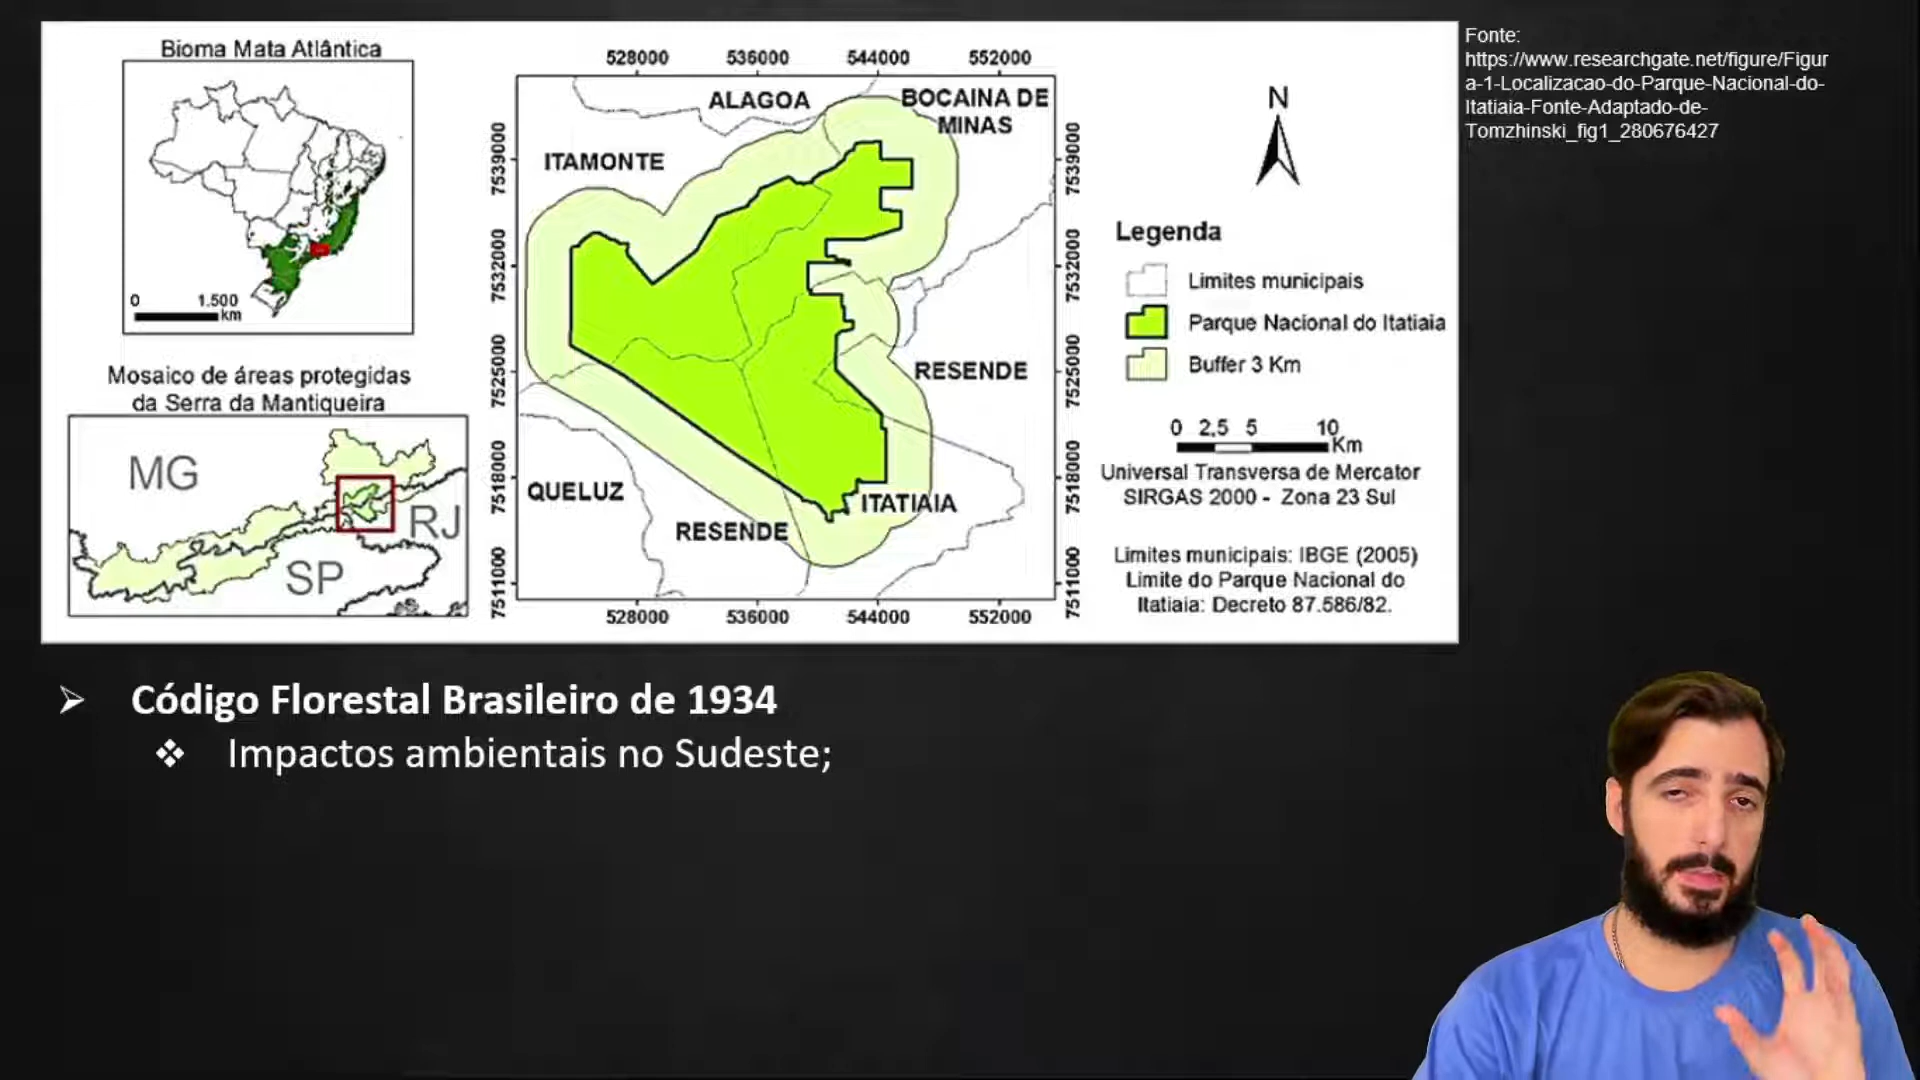 Bioma Mata Atlântica
0 1.500
km
Mosaico de áreas protegidas
da Serra da Mantiqueira
MG
RJ
SP
528000 536000 544000 552000
7539000
7532000
7525000
7518000
7511000
ALAGOA
BOCAINA DE
MINAS
ITAMONTE
RESENDE
QUELUZ
ITATIAIA
RESENDE
7539000
7532000
7525000
7518000
7511000
528000 536000 544000 552000
N
Legenda
Limites municipais
Parque Nacional do Itatiaia
Buffer 3 Km
0 2,5 5 10
Km
Universal Transversa de Mercator
SIRGAS 2000 - Zona 23 Sul
Limites municipais: IBGE (2005)
Limite do Parque Nacional do
Itatiaia: Decreto 87.586/82.
Fonte:
https://www.researchgate.net/figure/Figur
a-1-Localizacao-do-Parque-Nacional-do-
Itatiaia-Fonte-Adaptado-de-
Tomzhinski_fig1_280676427
Código Florestal Brasileiro de 1934
Impactos ambientais no Sudeste;